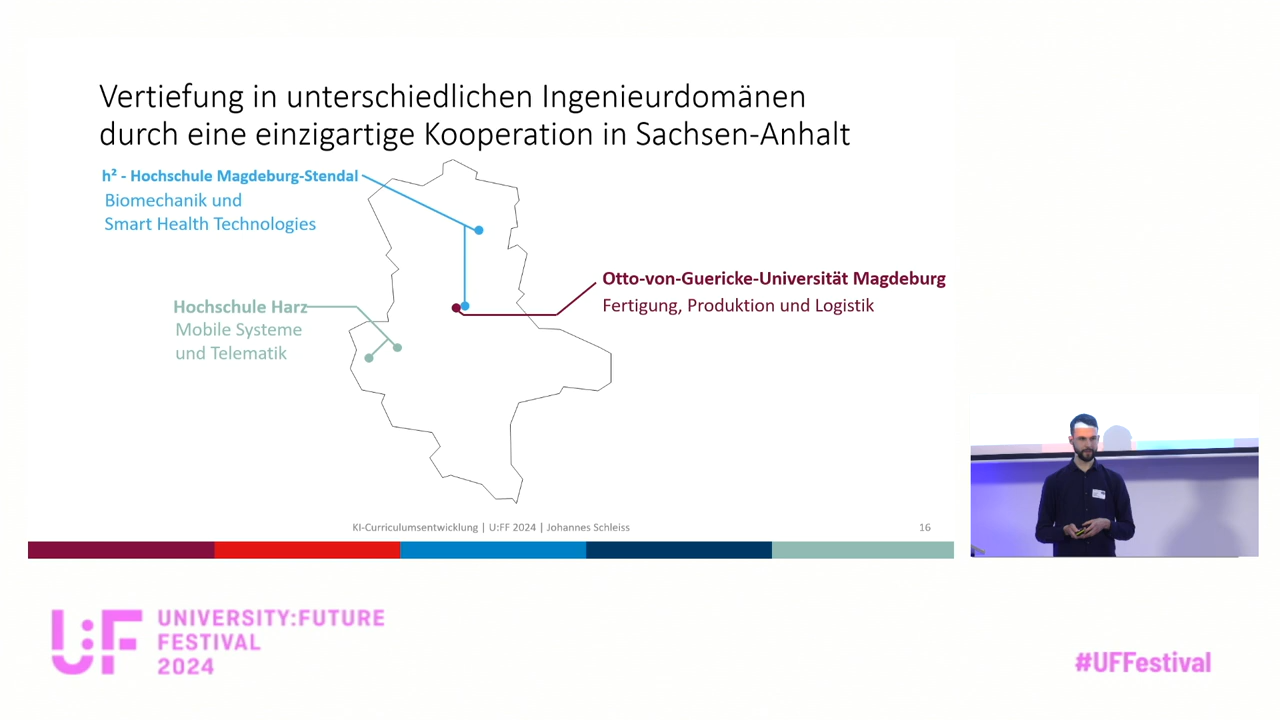 Vertiefung in unterschiedlichen Ingenieurdomänen
durch eine einzigartige Kooperation in Sachsen-Anhalt
h² - Hochschule Magdeburg-Stendal
Biomechanik und
Smart Health Technologies
Otto-von-Guericke-Universität Magdeburg
Fertigung, Produktion und Logistik
Hochschule Harz
Mobile Systeme
und Telematik
KI-Curriculumsentwicklung | U:FF 2024 | Johannes Schleiss
16
U:F
UNIVERSITY:FUTURE
FESTIVAL
2024
#UFFestival